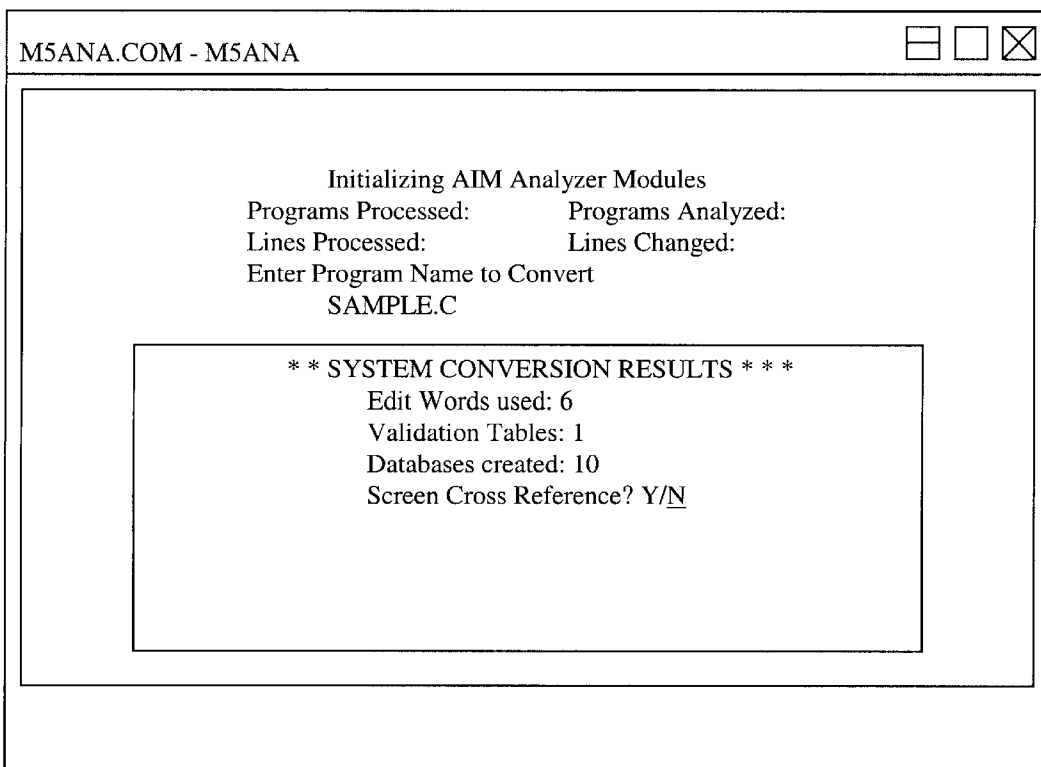 M5ANA.COM - M5ANA
Initializing AIM Analyzer Modules
Programs Processed: Programs Analyzed:
Lines Processed: Lines Changed:
Enter Program Name to Convert
SAMPLE.C
* * SYSTEM CONVERSION RESULTS * * *
Edit Words used: 6
Validation Tables: 1
Databases created: 10
Screen Cross Reference? Y/N